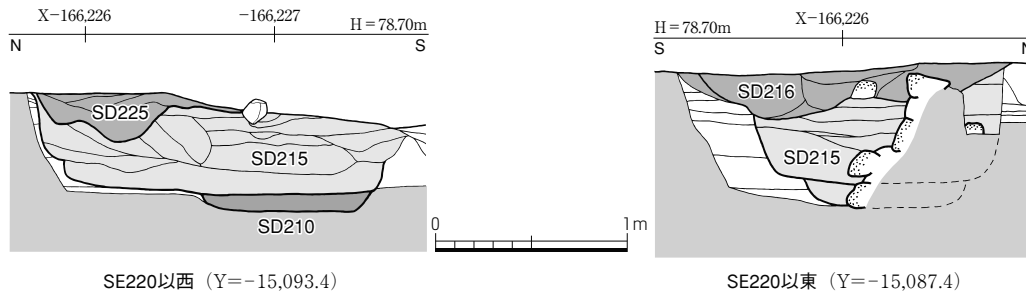 X−166,226
−166,227
H = 78.70m
N
S
SD225
SD215
SD210
SE220以西（Y=−15,093.4）
0
1m
X−166,226
H = 78.70m
S
N
SD216
SD215
SE220以東（Y=−15,087.4）